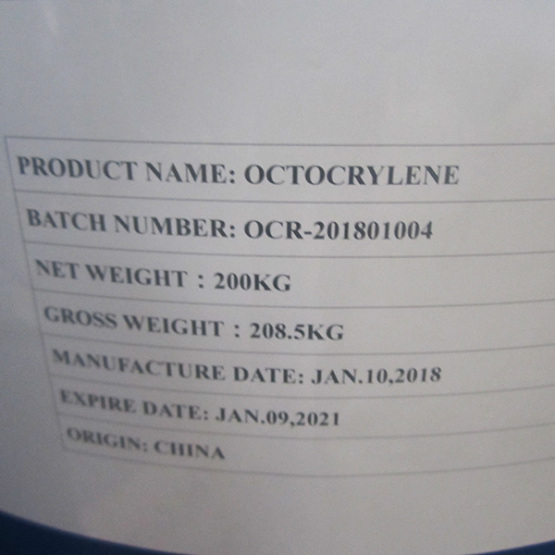 PRODUCT NAME: OCTOCRYLENE
BATCH NUMBER: OCR-201801004
NET WEIGHT : 200KG
GROSS WEIGHT : 208.5KG
MANUFACTURE DATE: JAN.10,2018
EXPIRE DATE: JAN.09,2021
ORIGIN: CHINA